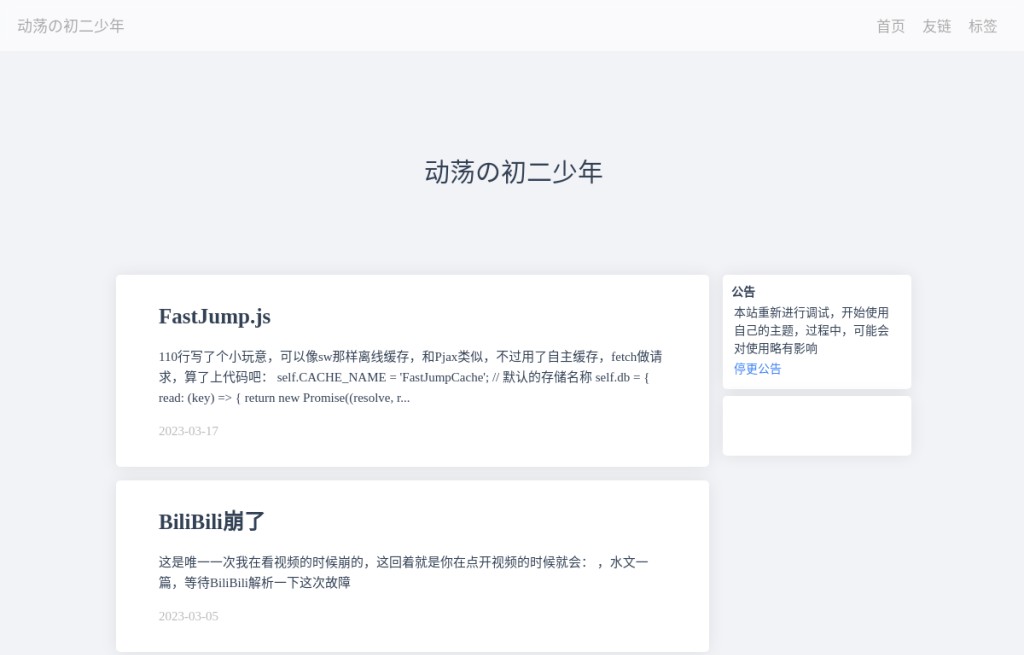 动荡の初二少年
首页 友链 标签
动荡の初二少年
FastJump.js
110行写了个小玩意，可以像sw那样离线缓存，和Pjax类似，不过用了自主缓存，fetch做请
求，算了上代码吧： self.CACHE_NAME = 'FastJumpCache'; // 默认的存储名称 self.db = {
read: (key) => { return new Promise((resolve, r...
2023-03-17
BiliBili崩了
这是唯一一次我在看视频的时候崩的，这回着就是你在点开视频的时候就会： ，水文一
篇，等待BiliBili解析一下这次故障
2023-03-05
公告
本站重新进行调试，开始使用
自己的主题，过程中，可能会
对使用略有影响
停更公告